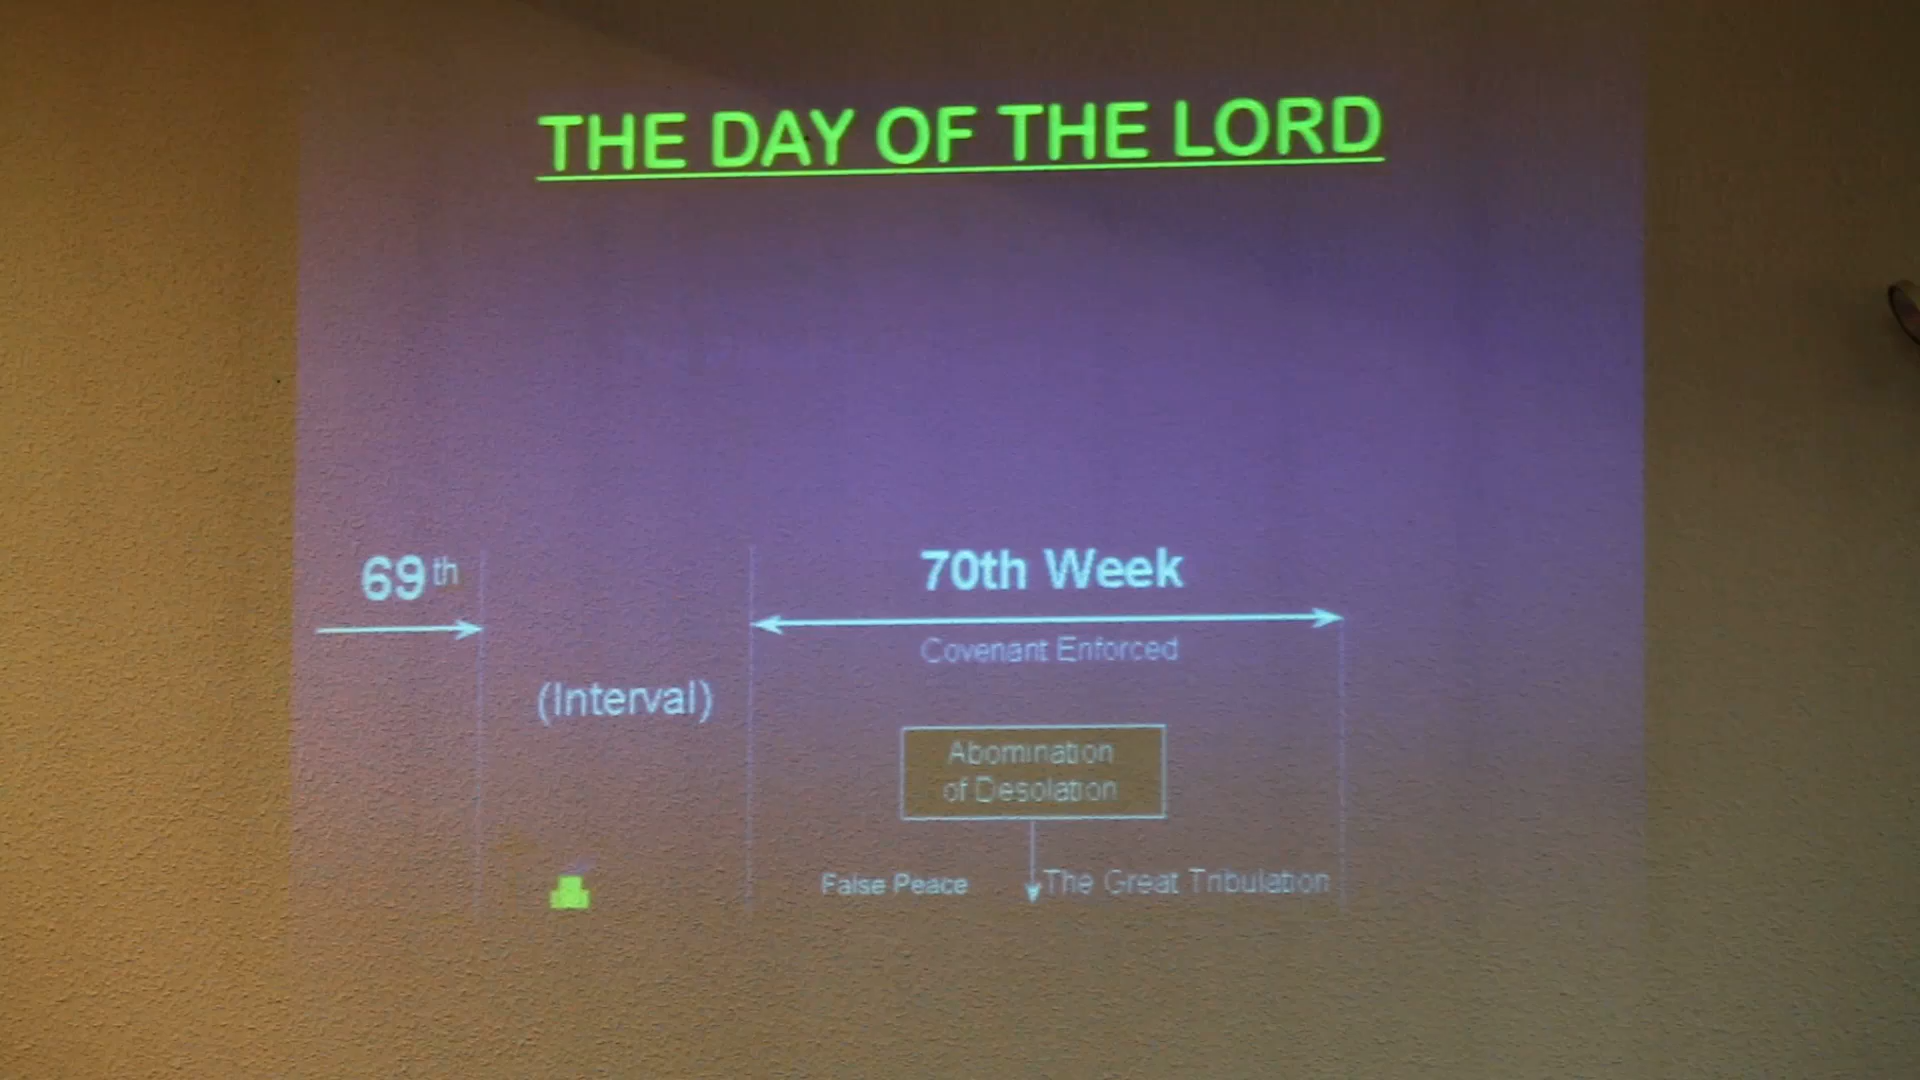 THE DAY OF THE LORD
69th
70th Week
Covenant Enforced
(Interval)
Abomination
of Desolation
False Peace
The Great Tribulation